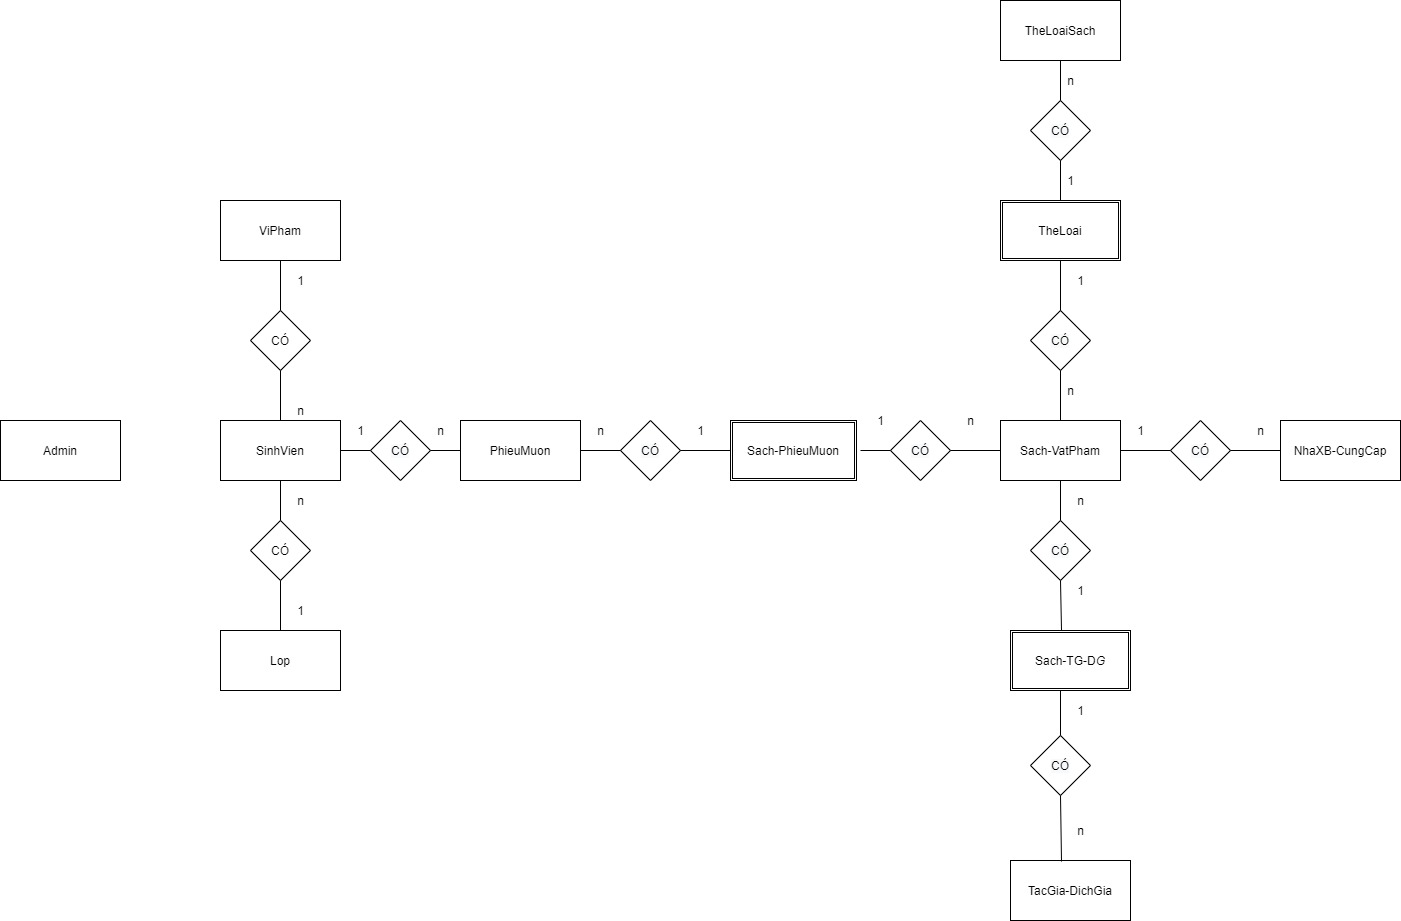 TheLoaiSach
n
CÓ
1
TheLoai
1
CÓ
n
ViPham
1
CÓ
n
Admin
SinhVien
1
CÓ
n
PhieuMuon
n
CÓ
1
Sach-PhieuMuon
1
CÓ
n
Sach-VatPham
1
CÓ
n
NhaXB-CungCap
n
CÓ
1
Lop
n
CÓ
1
Sach-TG-DG
1
CÓ
n
TacGia-DichGia